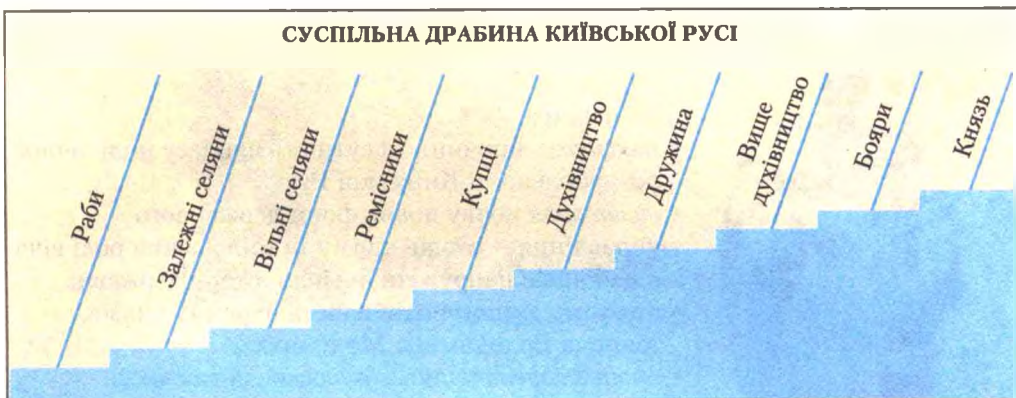 СУСПІЛЬНА ДРАБИНА КИЇВСЬКОЇ РУСІ
Раби
Залежні селяни
Вільні селяни
Ремісники
Купці
Духівництво
Дружина
Вище
духівництво
Бояри
Князь